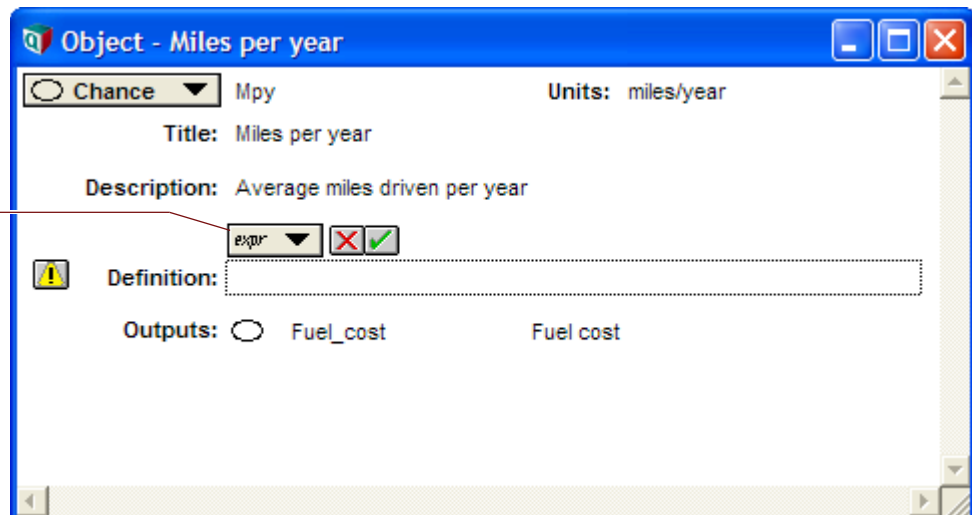 Object - Miles per year
Chance Mpy Units: miles/year
Title: Miles per year
Description: Average miles driven per year
expr
Definition:
Outputs: Fuel_cost Fuel cost